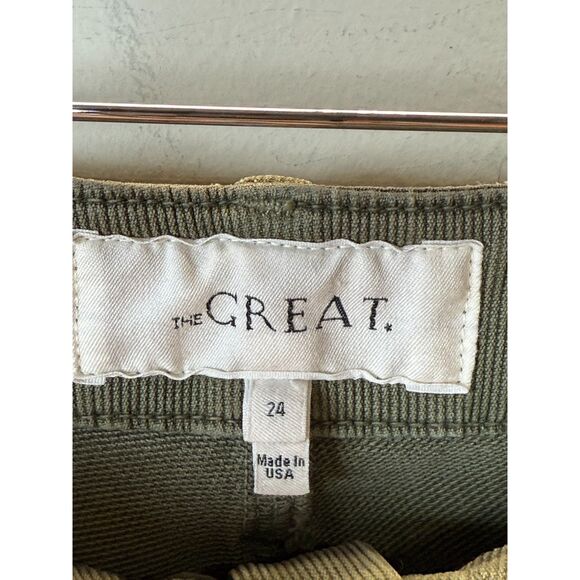 THE GREAT.*
24
Made In
USA